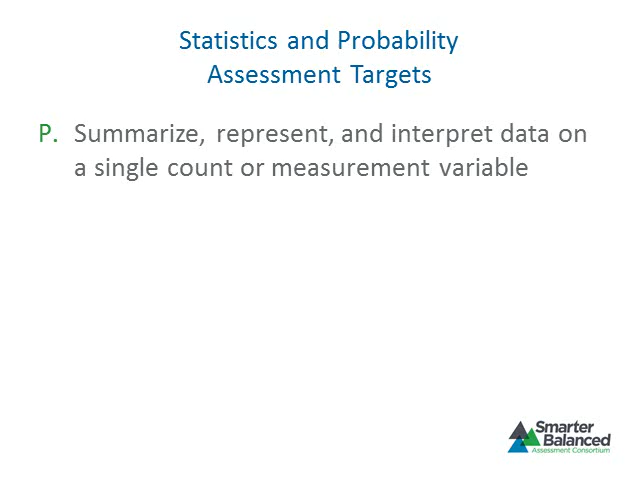 Statistics and Probability
Assessment Targets
P. Summarize, represent, and interpret data on
a single count or measurement variable
Smarter
Balanced
Assessment Consortium